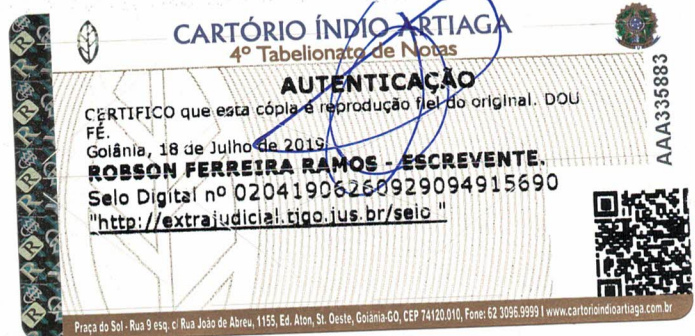 CARTÓRIO ÍNDIO ARTIAGA
4º Tabelionato de Notas
AUTENTICAÇÃO
CERTIFICO que esta cópia é reprodução fiel do original. DOU
FÉ.
Goiânia, 18 de Julho de 2019
ROBSON FERREIRA RAMOS - ESCREVENTE.
Selo Digital nº 02041906260929094915690
"http://extrajudicial.tjgo.jus.br/selo "
AAA335883
Praça do Sol - Rua 9 esq. c/ Rua João de Abreu, 1155, Ed. Aton, St. Oeste, Goiânia-GO, CEP 74120.010, Fone: 62 3096.9999 I www.cartorioindioartiaga.com.br